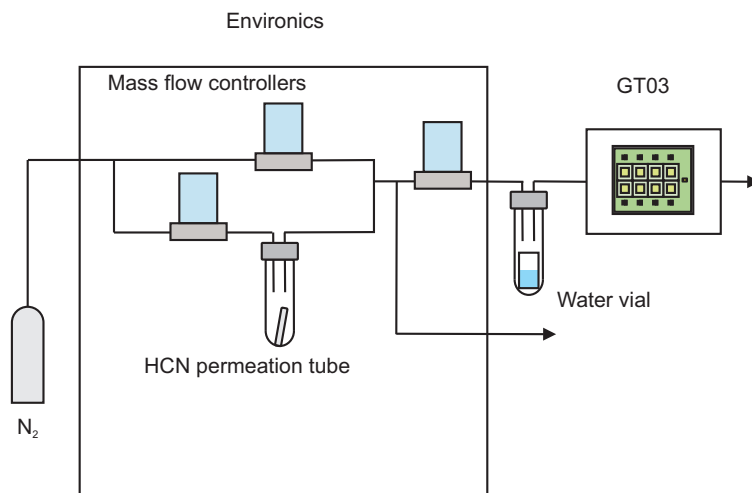 Environics
Mass flow controllers
GT03
Water vial
HCN permeation tube
N₂